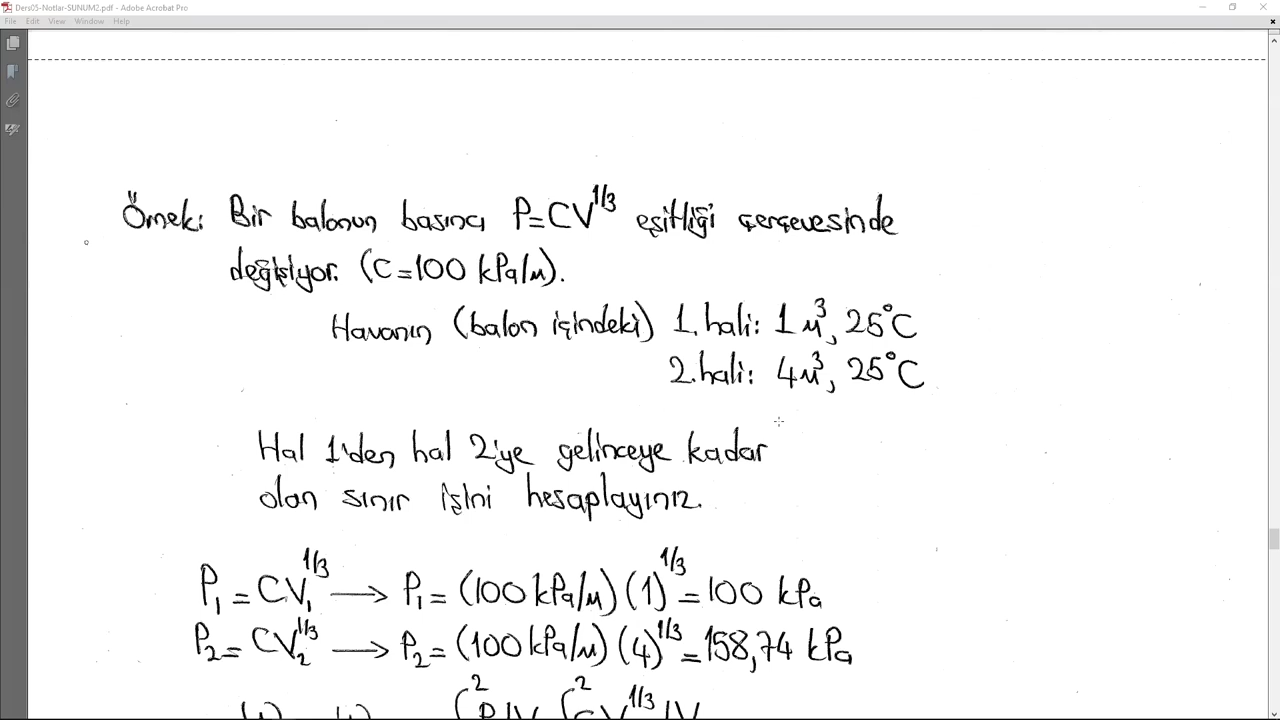 Ders05-Notlar-SUNUM2.pdf - Adobe Acrobat Pro
File Edit View Window Help
Örnek: Bir balonun basıncı P=CV^1/3 eşitliği çerçevesinde
değişiyor. (C=100 kPa/m).
Havanın (balon içindeki) 1. hali: 1 m³, 25°C
2. hali: 4 m³, 25°C
Hal 1'den hal 2'ye gelinceye kadar
olan sınır işini hesaplayınız.
P₁ = CV₁^1/3 → P₁ = (100 kPa/m) (1)^1/3 = 100 kPa
P₂ = CV₂^1/3 → P₂ = (100 kPa/m) (4)^1/3 = 158,74 kPa